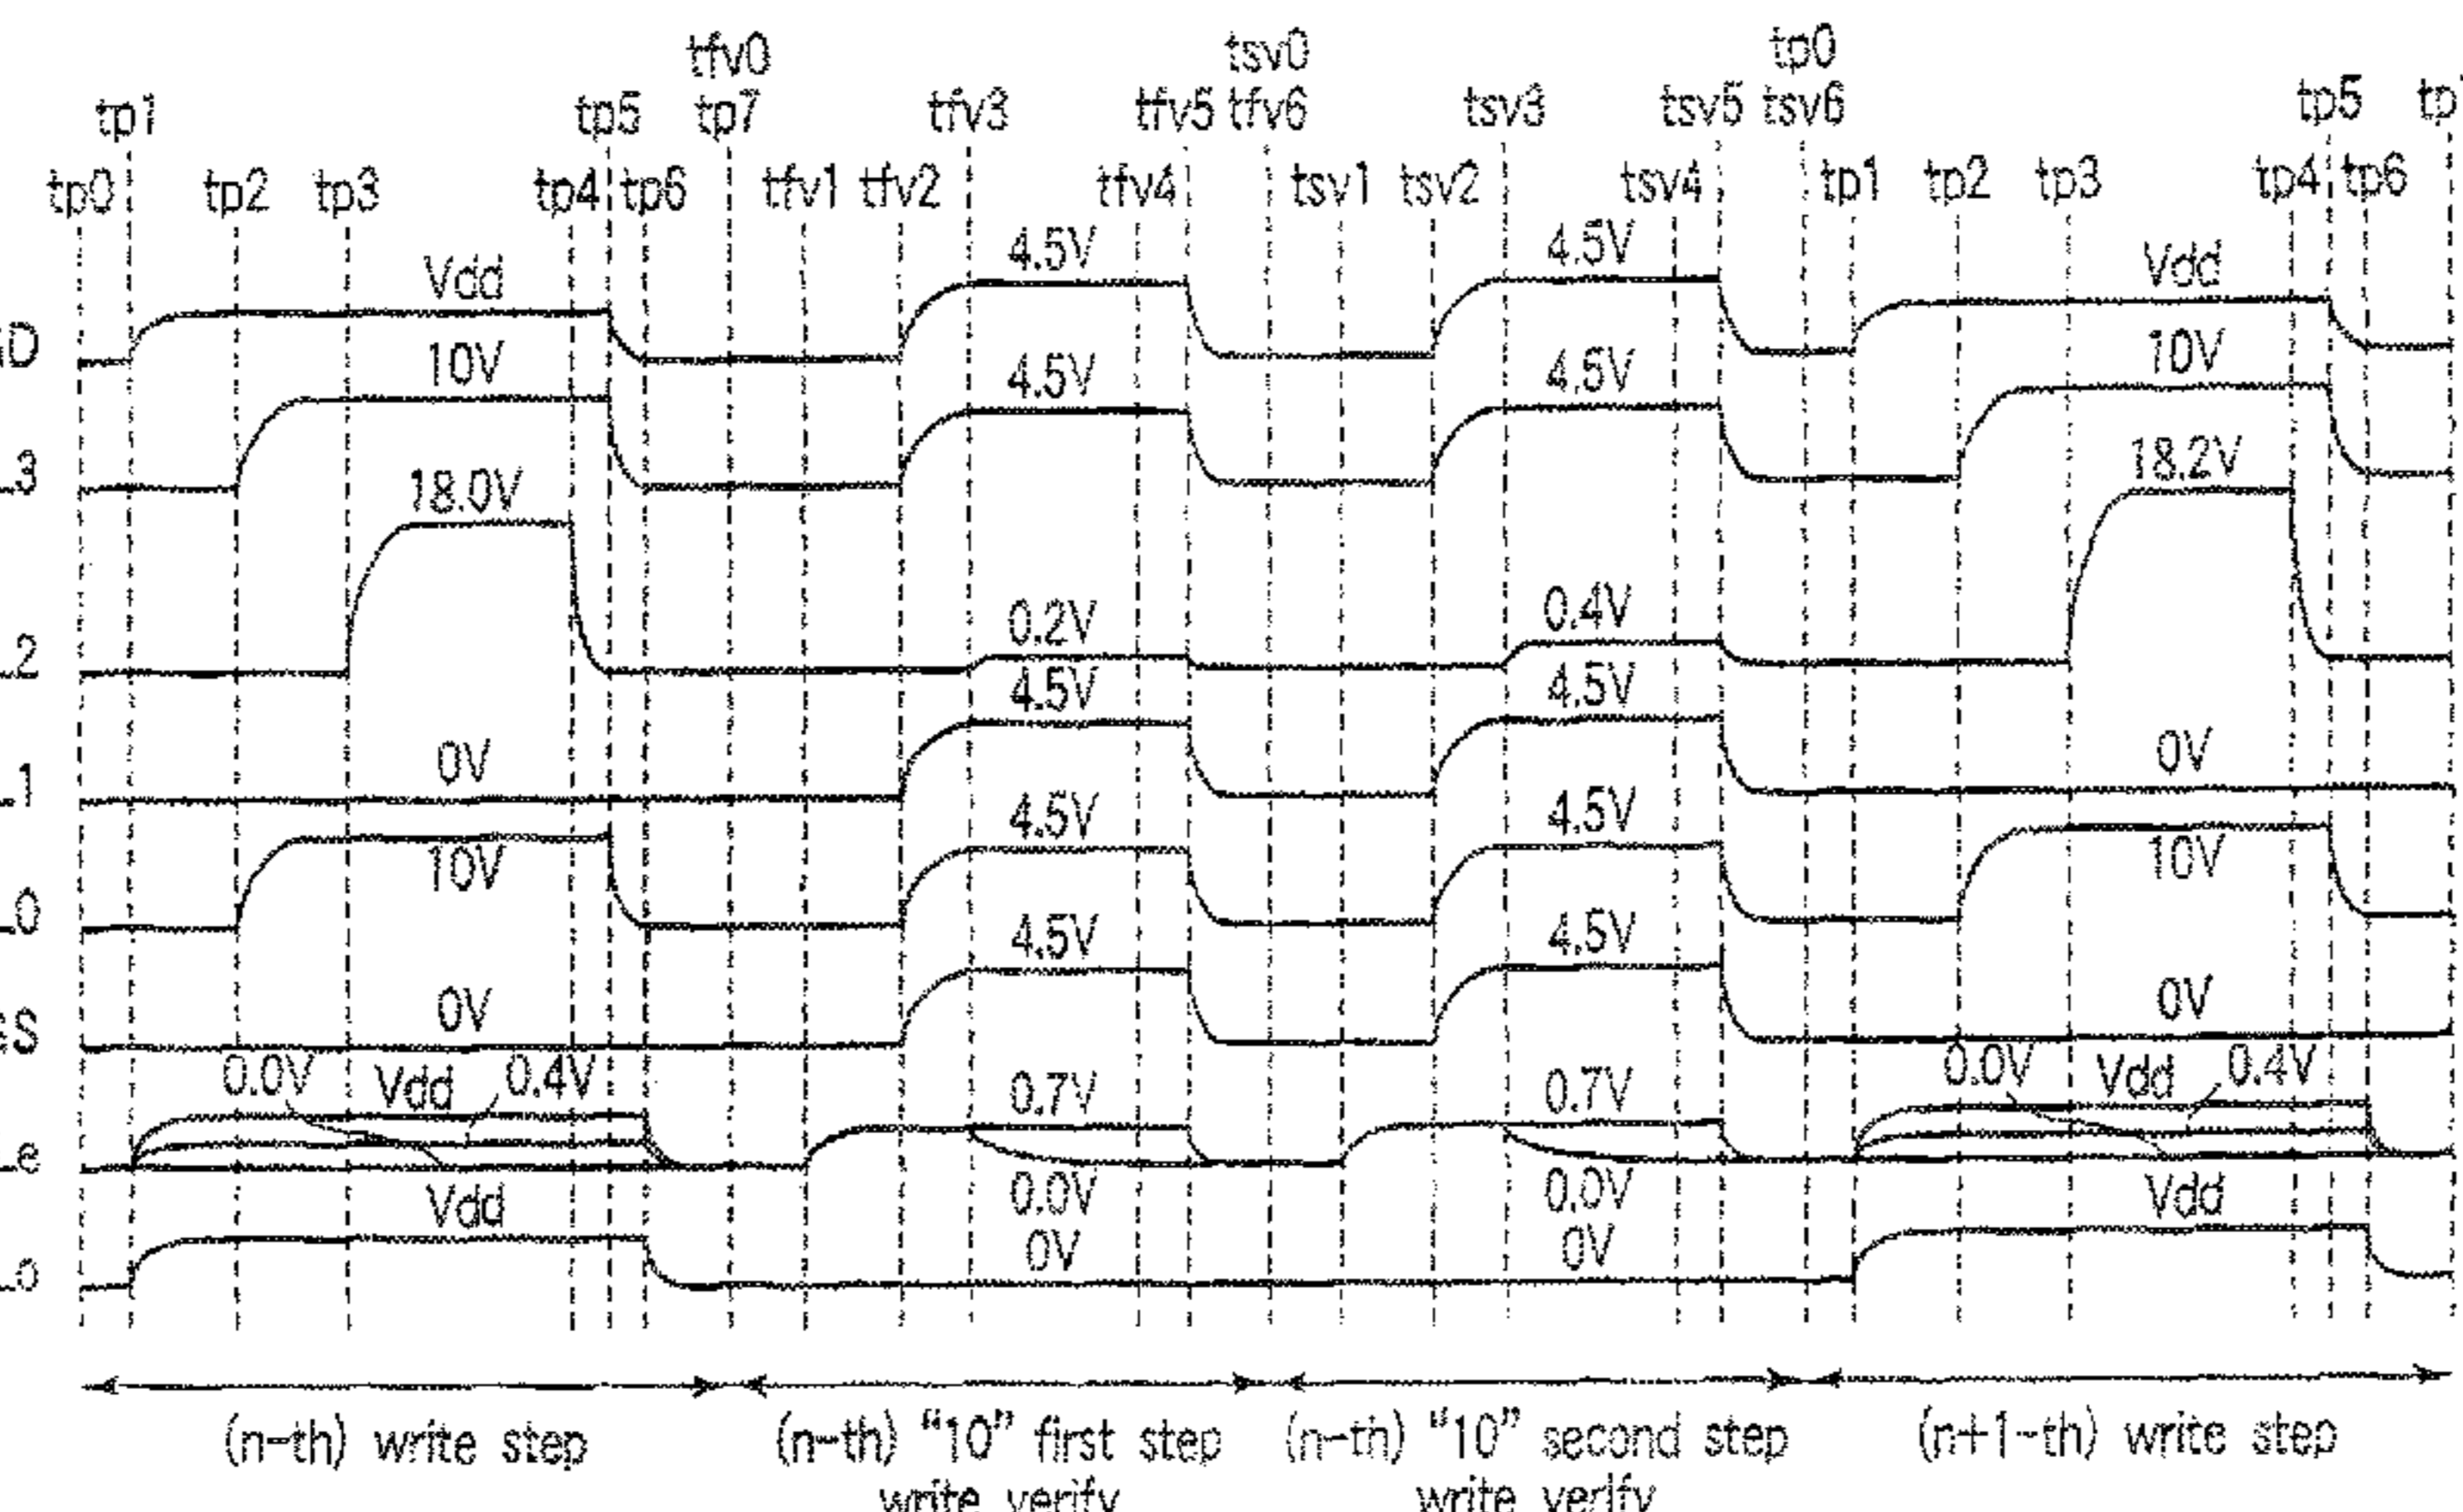 tfv0 tsv0 tp0
tp1 tp5 tp7 tfv3 tfv5 tfv6 tsv3 tsv5 tsv6 tp5
tp0 tp2 tp3 tp4 tp6 tfv1 tfv2 tfv4 tsv1 tsv2 tsv4 tp1 tp2 tp3 tp4 tp6
Vdd 4.5V 4.5V Vdd
10V 4.5V 4.5V 10V
3 18.0V 18.2V
2 0.2V 0.4V
4.5V 4.5V
1 0V 0V
4.5V 4.5V
0 10V 10V
4.5V 4.5V
S 0V 0V
0.0V Vdd 0.4V 0.7V 0.7V 0.0V Vdd 0.4V
e 0.0V 0.0V
Vdd Vdd
o 0V 0V
(n-th) write step (n-th) “10” first step (n-th) “10” second step (n+1-th) write step
write verify write verify